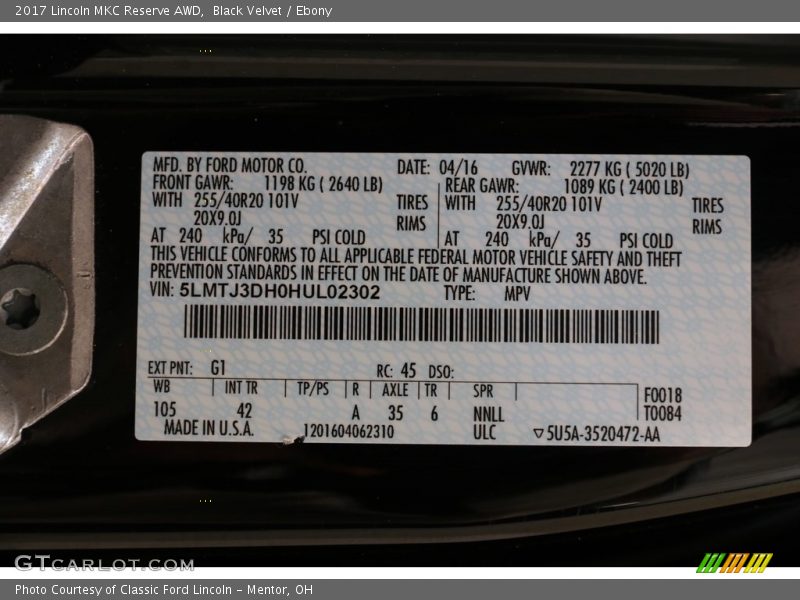 2017 Lincoln MKC Reserve AWD, Black Velvet / Ebony
MFD. BY FORD MOTOR CO. DATE: 04/16 GVWR: 2277 KG ( 5020 LB)
FRONT GAWR: 1198 KG ( 2640 LB) REAR GAWR: 1089 KG ( 2400 LB)
WITH 255/40R20 101V TIRES WITH 255/40R20 101V TIRES
20X9.0J RIMS 20X9.0J RIMS
AT 240 kPa/ 35 PSI COLD AT 240 kPa/ 35 PSI COLD
THIS VEHICLE CONFORMS TO ALL APPLICABLE FEDERAL MOTOR VEHICLE SAFETY AND THEFT
PREVENTION STANDARDS IN EFFECT ON THE DATE OF MANUFACTURE SHOWN ABOVE.
VIN: 5LMTJ3DH0HUL02302 TYPE: MPV
EXT PNT: G1 RC: 45 DSO:
WB INT TR TP/PS R AXLE TR SPR
F0018
105 42 A 35 6 NNLL T0084
MADE IN U.S.A. 1201604062310 ULC ▽5U5A-3520472-AA
GTCARLOT.COM
Photo Courtesy of Classic Ford Lincoln – Mentor, OH